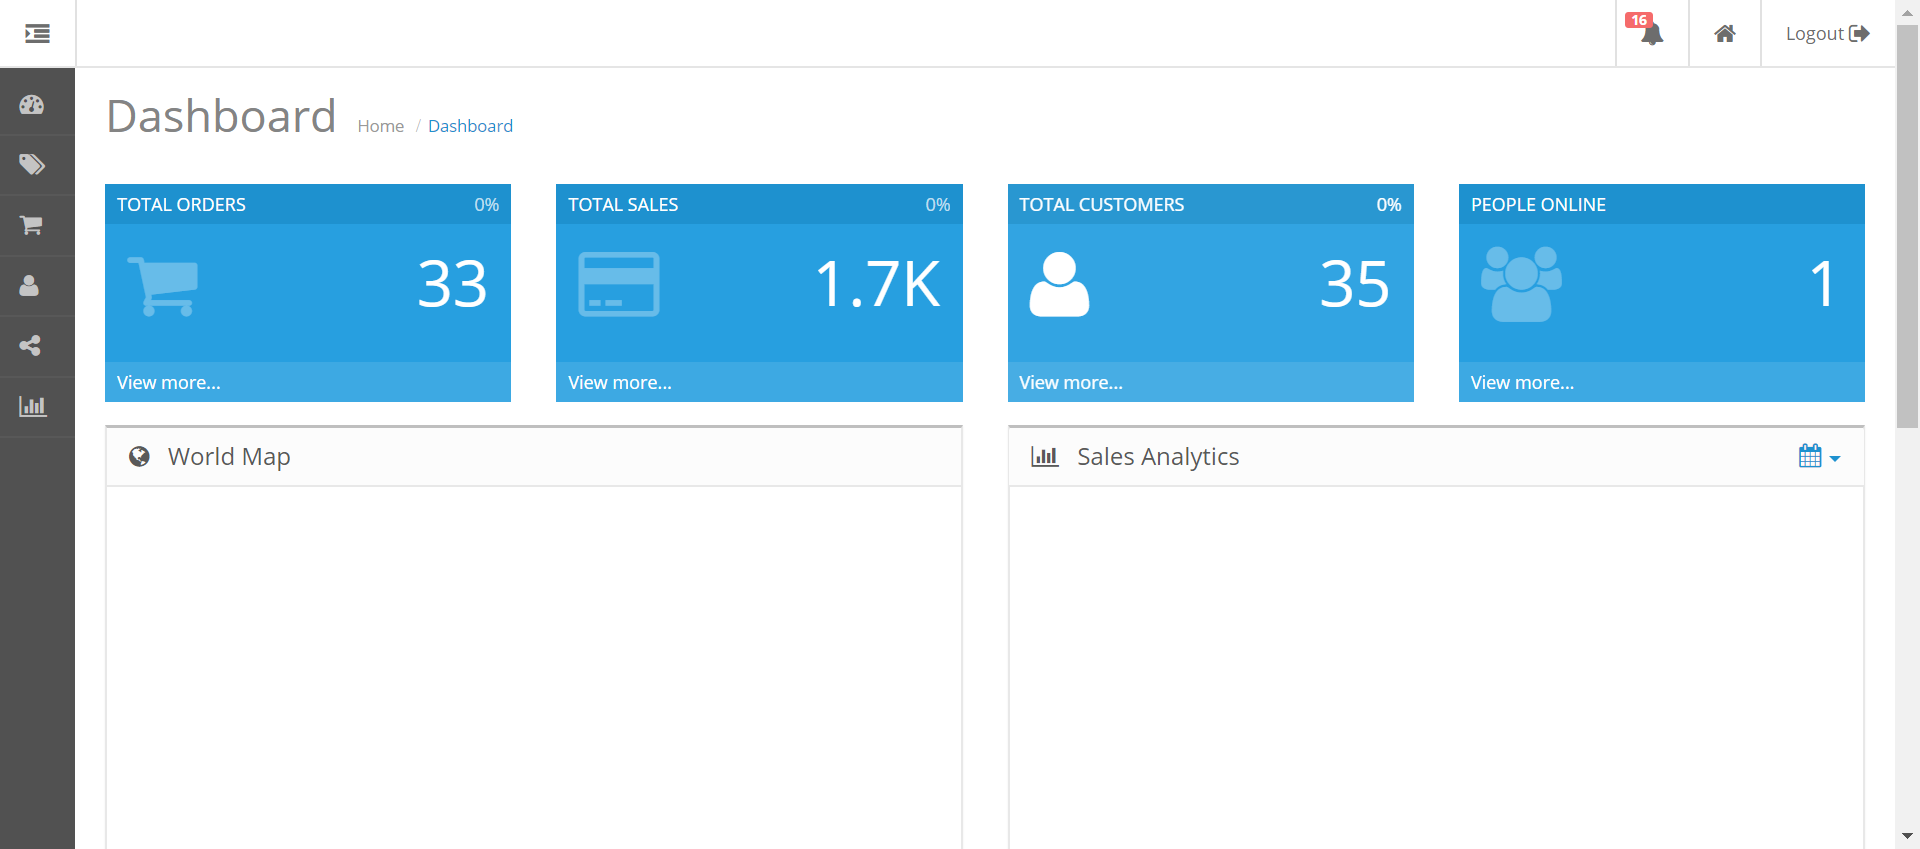 16
Logout
Dashboard
Home / Dashboard
TOTAL ORDERS 0%
33
View more...
TOTAL SALES 0%
1.7K
View more...
TOTAL CUSTOMERS 0%
35
View more...
PEOPLE ONLINE
1
View more...
World Map
Sales Analytics